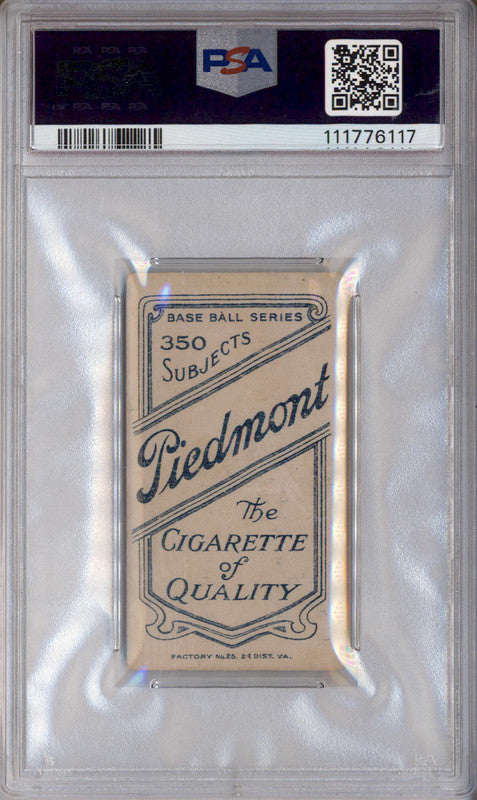 PSA
111776117
BASE BALL SERIES
350
SUBJECTS
Piedmont
The
CIGARETTE
of
QUALITY
FACTORY No. 25. 2d DIST. VA.